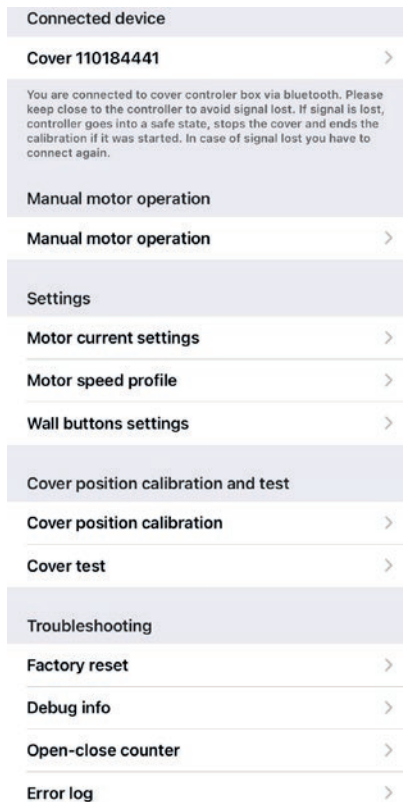 Connected device
Cover 110184441
You are connected to cover controler box via bluetooth. Please
keep close to the controller to avoid signal lost. If signal is lost,
controller goes into a safe state, stops the cover and ends the
calibration if it was started. In case of signal lost you have to
connect again.
Manual motor operation
Manual motor operation
Settings
Motor current settings
Motor speed profile
Wall buttons settings
Cover position calibration and test
Cover position calibration
Cover test
Troubleshooting
Factory reset
Debug info
Open-close counter
Error log